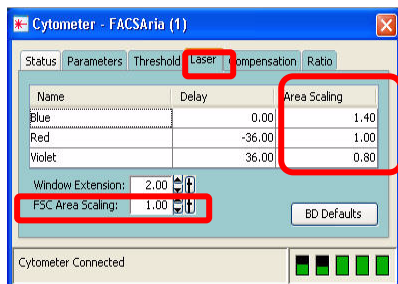 Cytometer - FACSAria (1)
Status Parameters Threshold Laser Compensation Ratio
Name Delay Area Scaling
Blue 0.00 1.40
Red -36.00 1.00
Violet 36.00 0.80
Window Extension: 2.00
FSC Area Scaling: 1.00
BD Defaults
Cytometer Connected